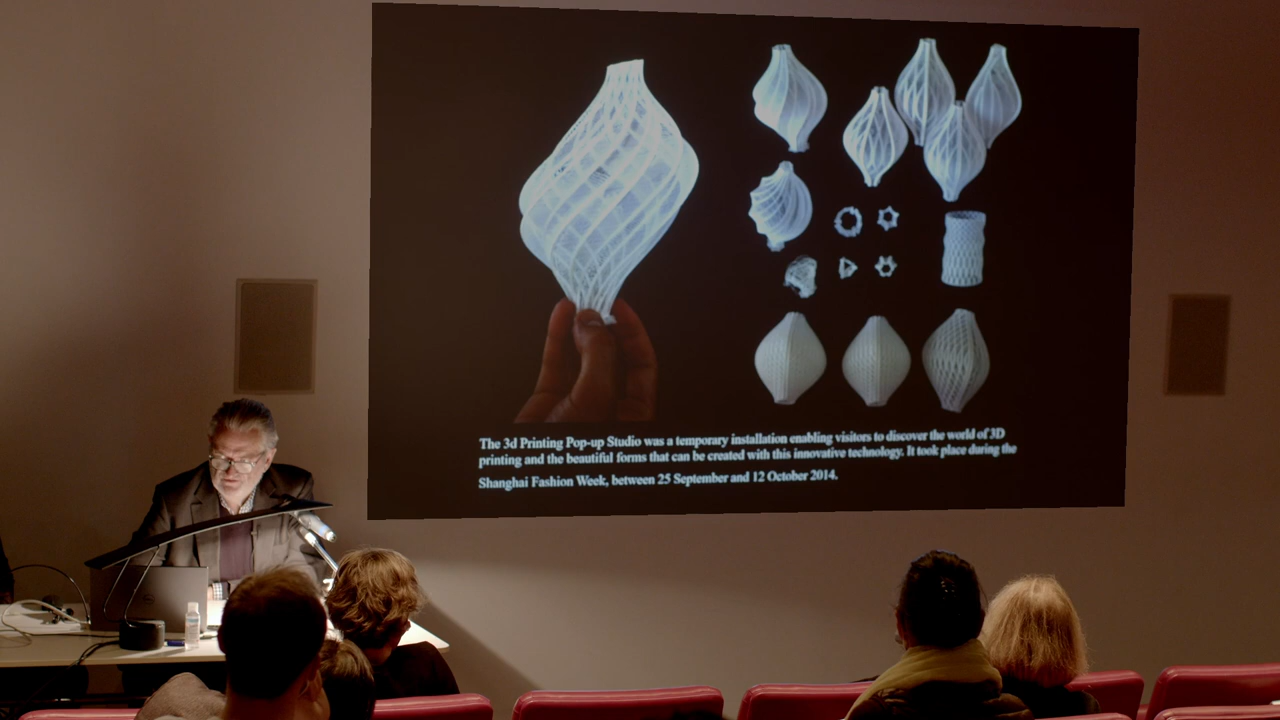 The 3d Printing Pop-up Studio was a temporary installation enabling visitors to discover the world of 3D
printing and the beautiful forms that can be created with this innovative technology. It took place during the
Shanghai Fashion Week, between 25 September and 12 October 2014.